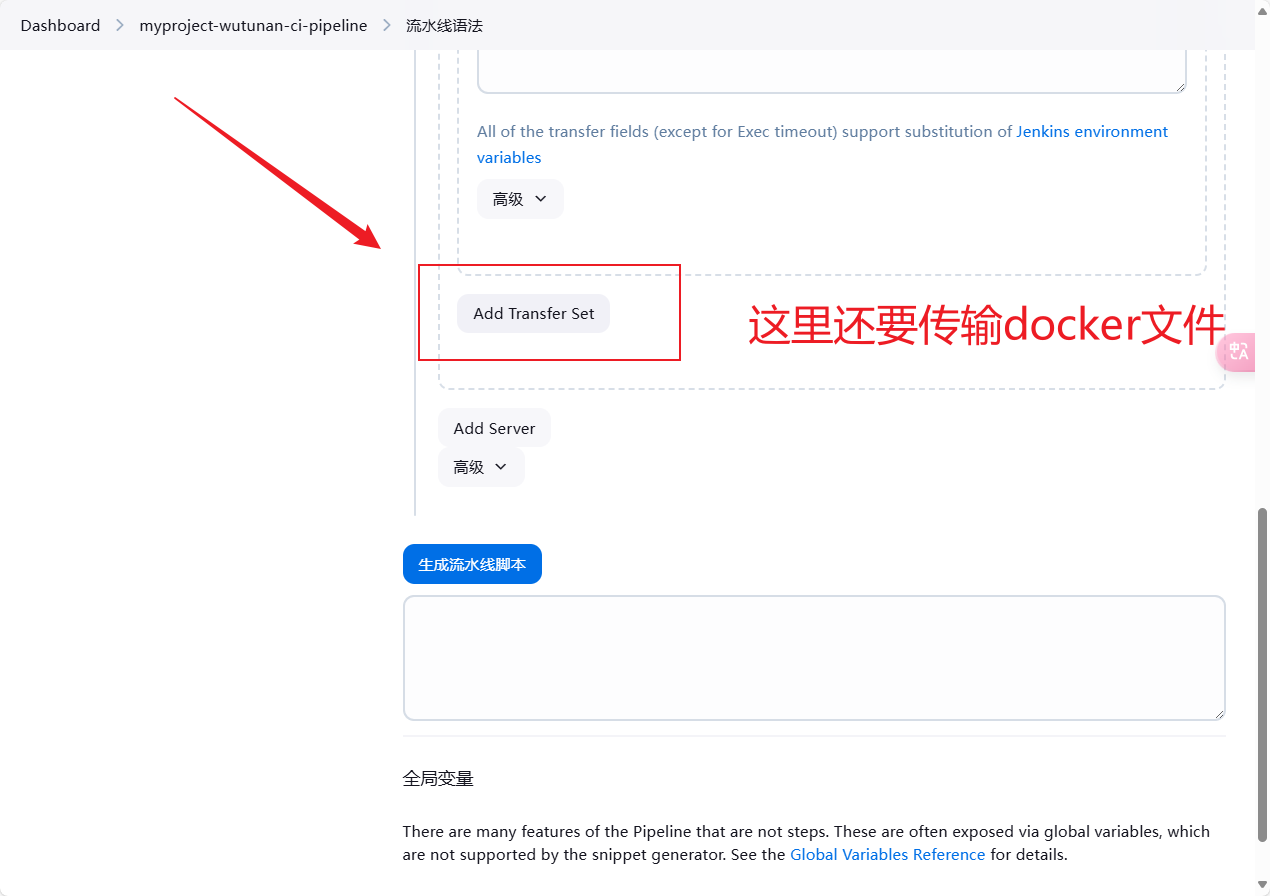 Dashboard > myproject-wutunan-ci-pipeline > 流水线语法
All of the transfer fields (except for Exec timeout) support substitution of Jenkins environment
variables
高级
Add Transfer Set
这里还要传输docker文件
中A
Add Server
高级
生成流水线脚本
全局变量
There are many features of the Pipeline that are not steps. These are often exposed via global variables, which
are not supported by the snippet generator. See the Global Variables Reference for details.